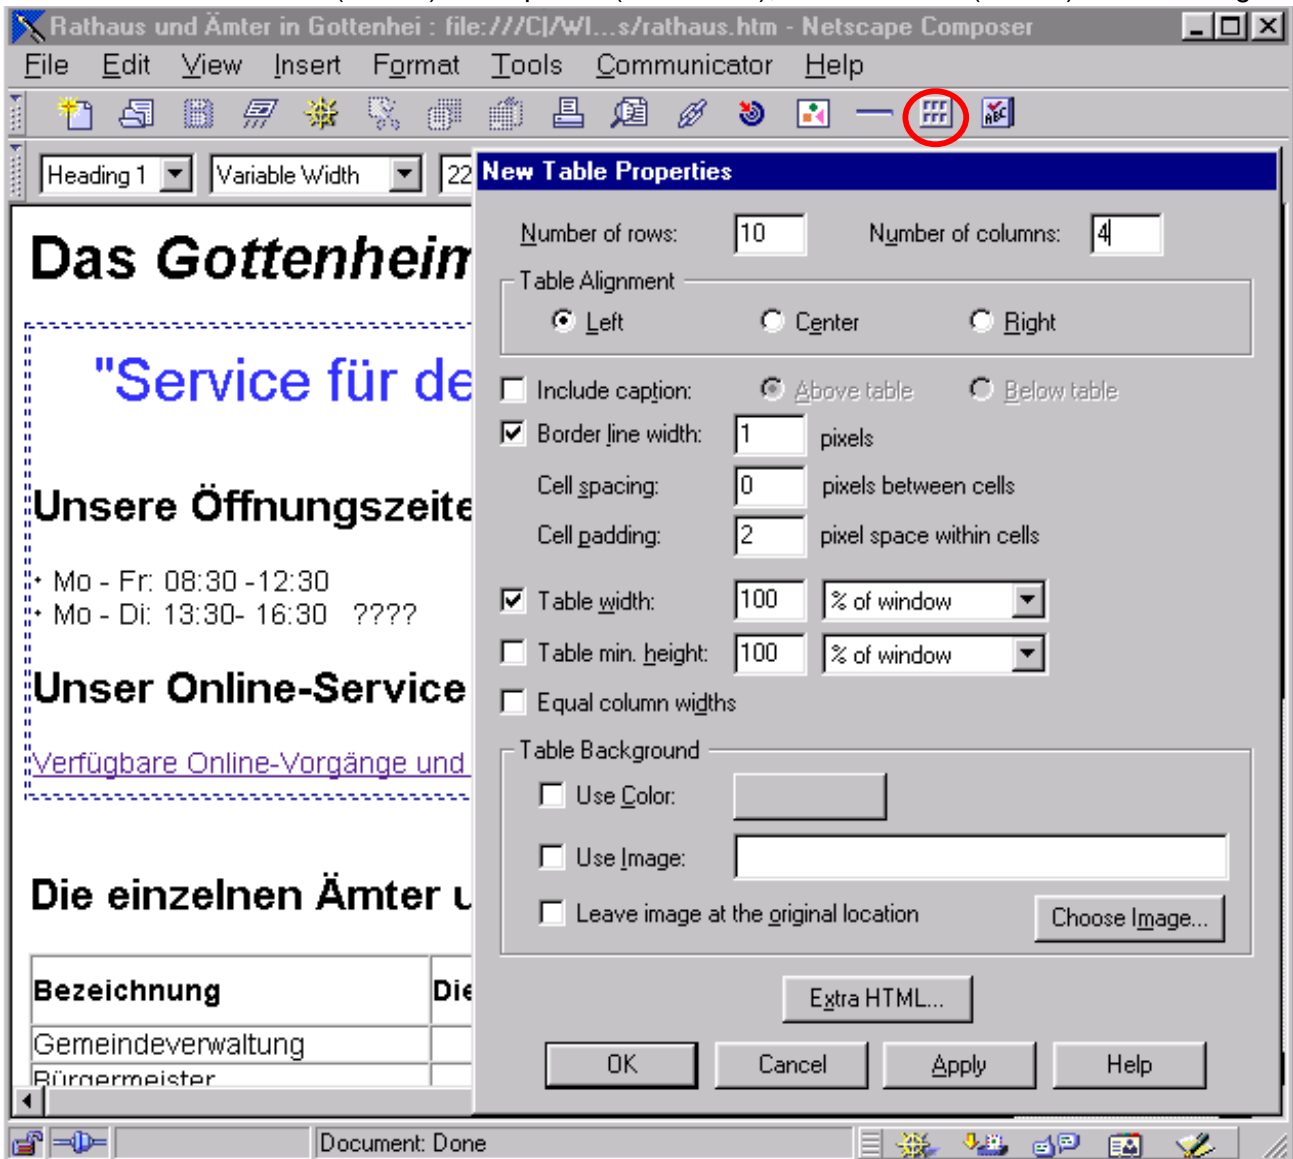 Rathaus und Ämter in Gottenhei : file:///C|/WI...s/rathaus.htm - Netscape Composer
File Edit View Insert Format Tools Communicator Help
Heading 1 Variable Width 22
New Table Properties
Number of rows: 10 Number of columns: 4
Table Alignment
Left Center Right
Include caption: Above table Below table
Border line width: 1 pixels
Cell spacing: 0 pixels between cells
Cell padding: 2 pixel space within cells
Table width: 100 % of window
Table min. height: 100 % of window
Equal column widths
Table Background
Use Color:
Use Image:
Leave image at the original location
Choose Image...
Extra HTML...
OK Cancel Apply Help
Das Gottenheim
"Service für de
Unsere Öffnungszeite
• Mo - Fr: 08:30 -12:30
• Mo - Di: 13:30- 16:30 ????
Unser Online-Service
Verfügbare Online-Vorgänge und
Die einzelnen Ämter u
Bezeichnung Die
Gemeindeverwaltung
Bürgermeister
Document: Done